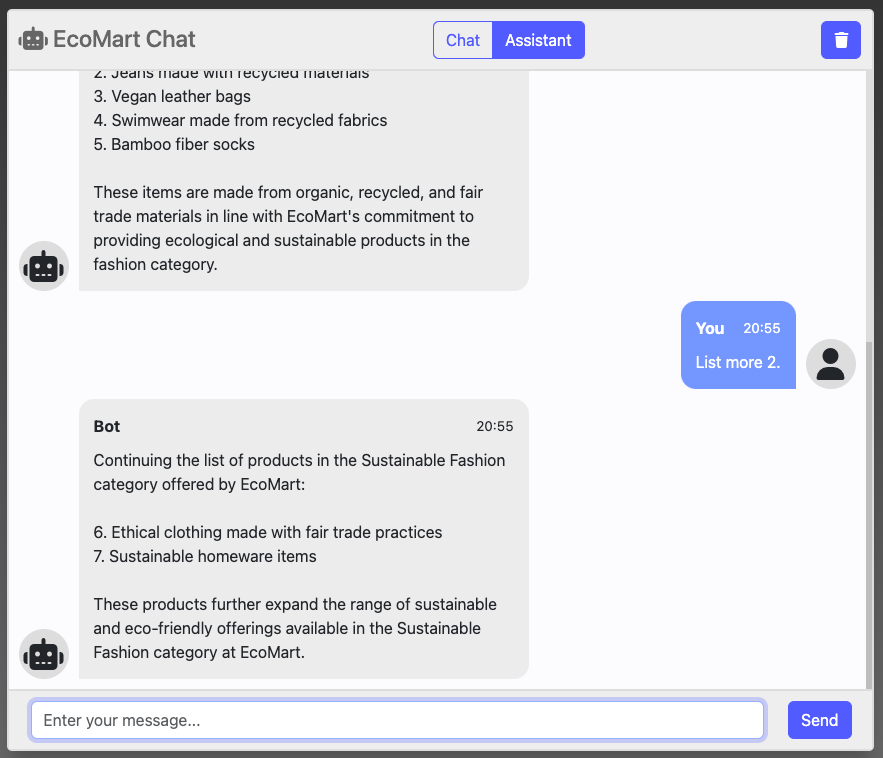 EcoMart Chat
Chat
Assistant
2. Jeans made with recycled materials
3. Vegan leather bags
4. Swimwear made from recycled fabrics
5. Bamboo fiber socks
These items are made from organic, recycled, and fair
trade materials in line with EcoMart's commitment to
providing ecological and sustainable products in the
fashion category.
You 20:55
List more 2.
Bot 20:55
Continuing the list of products in the Sustainable Fashion
category offered by EcoMart:
6. Ethical clothing made with fair trade practices
7. Sustainable homeware items
These products further expand the range of sustainable
and eco-friendly offerings available in the Sustainable
Fashion category at EcoMart.
Enter your message...
Send